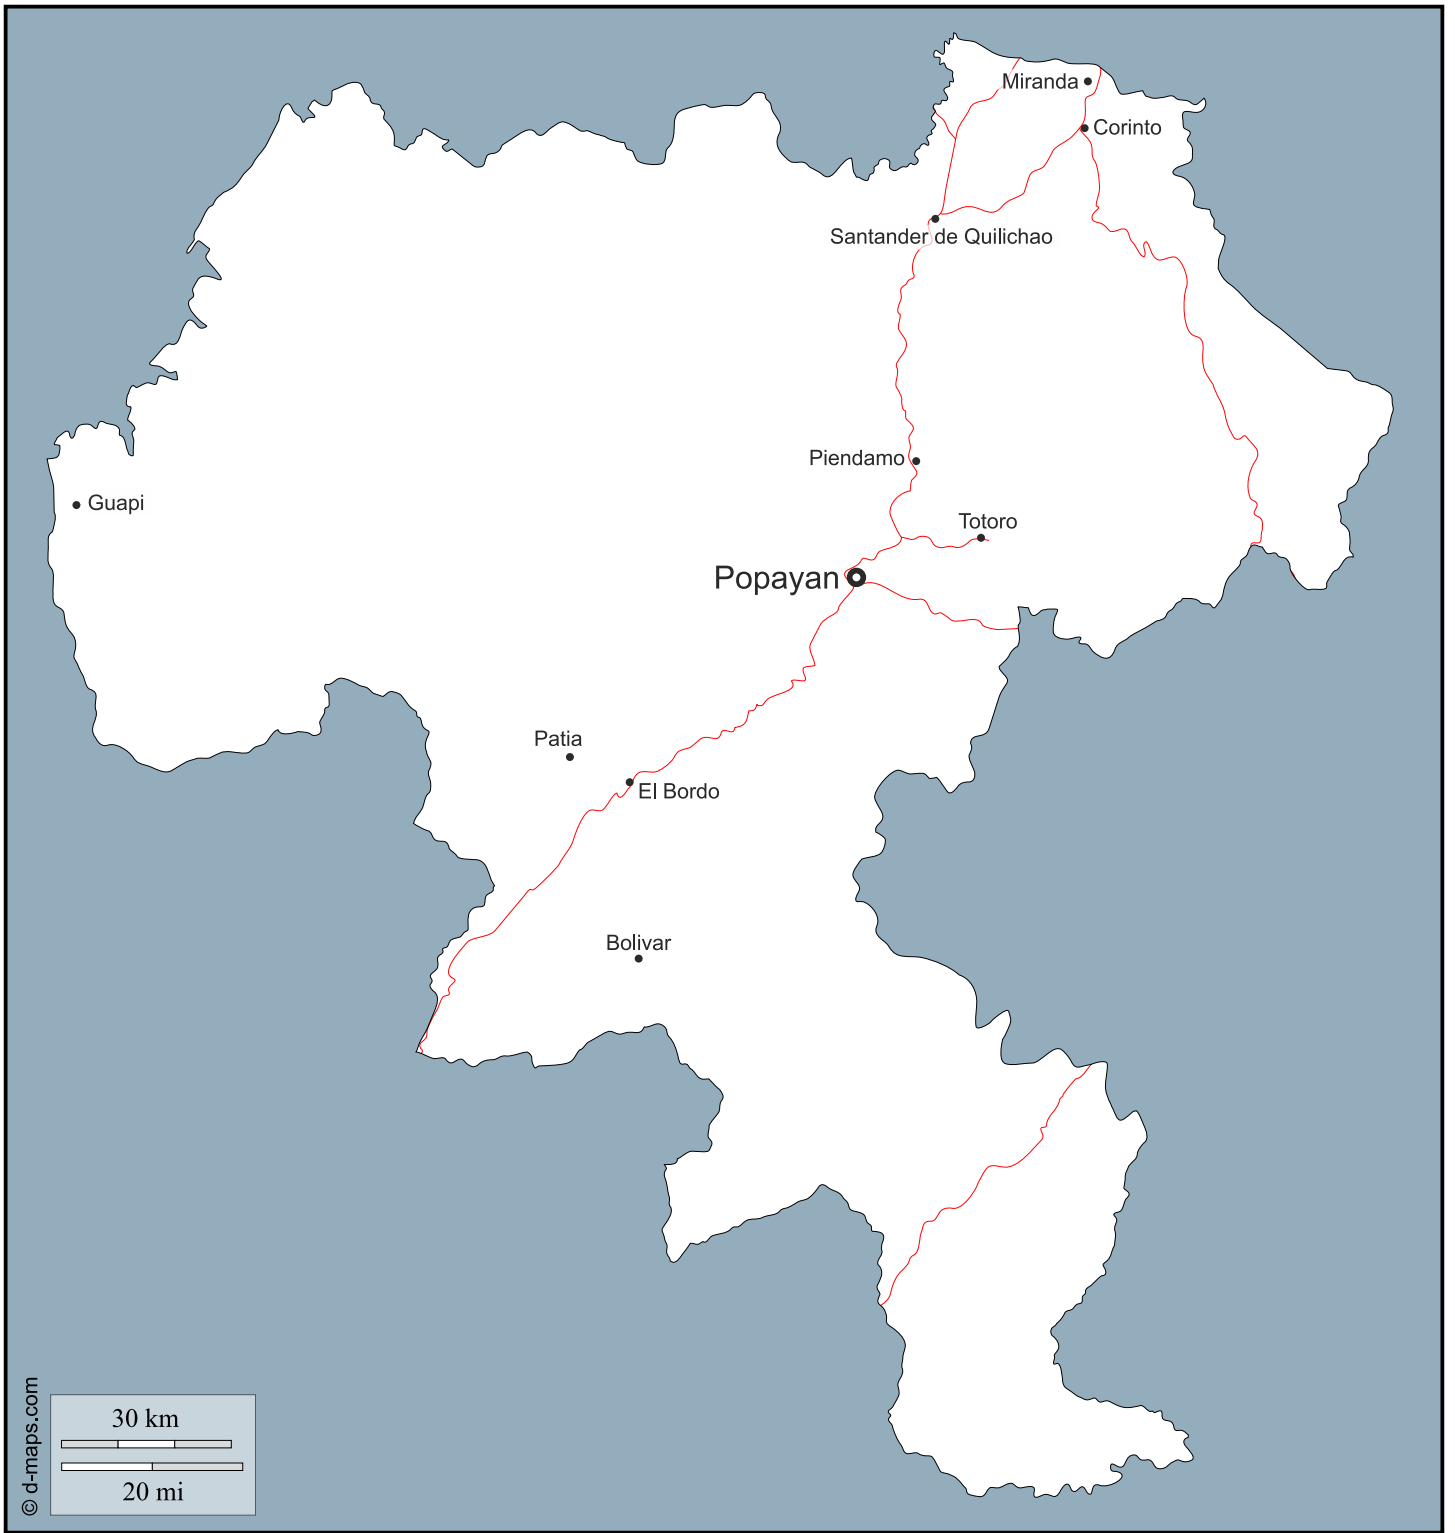 Miranda
Corinto
Santander de Quilichao
Piendamo
Guapi
Totoro
Popayan
Patia
El Bordo
Bolivar
30 km
20 mi
© d-maps.com